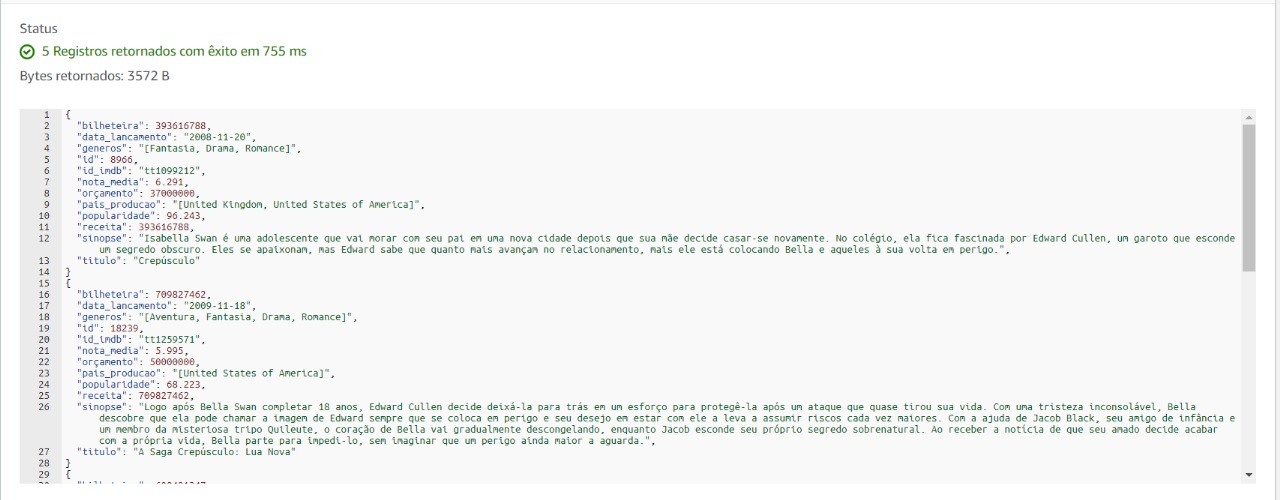 Status
5 Registros retornados com êxito em 755 ms
Bytes retornados: 3572 B
1 {
2 "bilheteira": 393616788,
3 "data_lancamento": "2008-11-20",
4 "generos": "[Fantasia, Drama, Romance]",
5 "id": 8966,
6 "id_imdb": "tt1099212",
7 "nota_media": 6.291,
8 "orçamento": 37000000,
9 "pais_producao": "[United Kingdom, United States of America]",
10 "popularidade": 96.243,
11 "receita": 393616788,
12 "sinopse": "Isabella Swan é uma adolescente que vai morar com seu pai em uma nova cidade depois que sua mãe decide casar-se novamente. No colégio, ela fica fascinada por Edward Cullen, um garoto que esconde
um segredo obscuro. Eles se apaixonam, mas Edward sabe que quanto mais avançam no relacionamento, mais ele está colocando Bella e aqueles à sua volta em perigo.",
13 "titulo": "Crepúsculo"
14 }
15 {
16 "bilheteira": 709827462,
17 "data_lancamento": "2009-11-18",
18 "generos": "[Aventura, Fantasia, Drama, Romance]",
19 "id": 18239,
20 "id_imdb": "tt1259571",
21 "nota_media": 5.995,
22 "orçamento": 50000000,
23 "pais_producao": "[United States of America]",
24 "popularidade": 68.223,
25 "receita": 709827462,
26 "sinopse": "Logo após Bella Swan completar 18 anos, Edward Cullen decide deixá-la para trás em um esforço para protegê-la após um ataque que quase tirou sua vida. Com uma tristeza inconsolável, Bella
descobre que ela pode chamar a imagem de Edward sempre que se coloca em perigo e seu desejo em estar com ele a leva a assumir riscos cada vez maiores. Com a ajuda de Jacob Black, seu amigo de infância e
um membro da misteriosa tripo Quileute, o coração de Bella vai gradualmente descongelando, enquanto Jacob esconde seu próprio segredo sobrenatural. Ao receber a notícia de que seu amado decide acabar
com a própria vida, Bella parte para impedi-lo, sem imaginar que um perigo ainda maior a aguarda.",
27 "titulo": "A Saga Crepúsculo: Lua Nova"
28 }
29 {